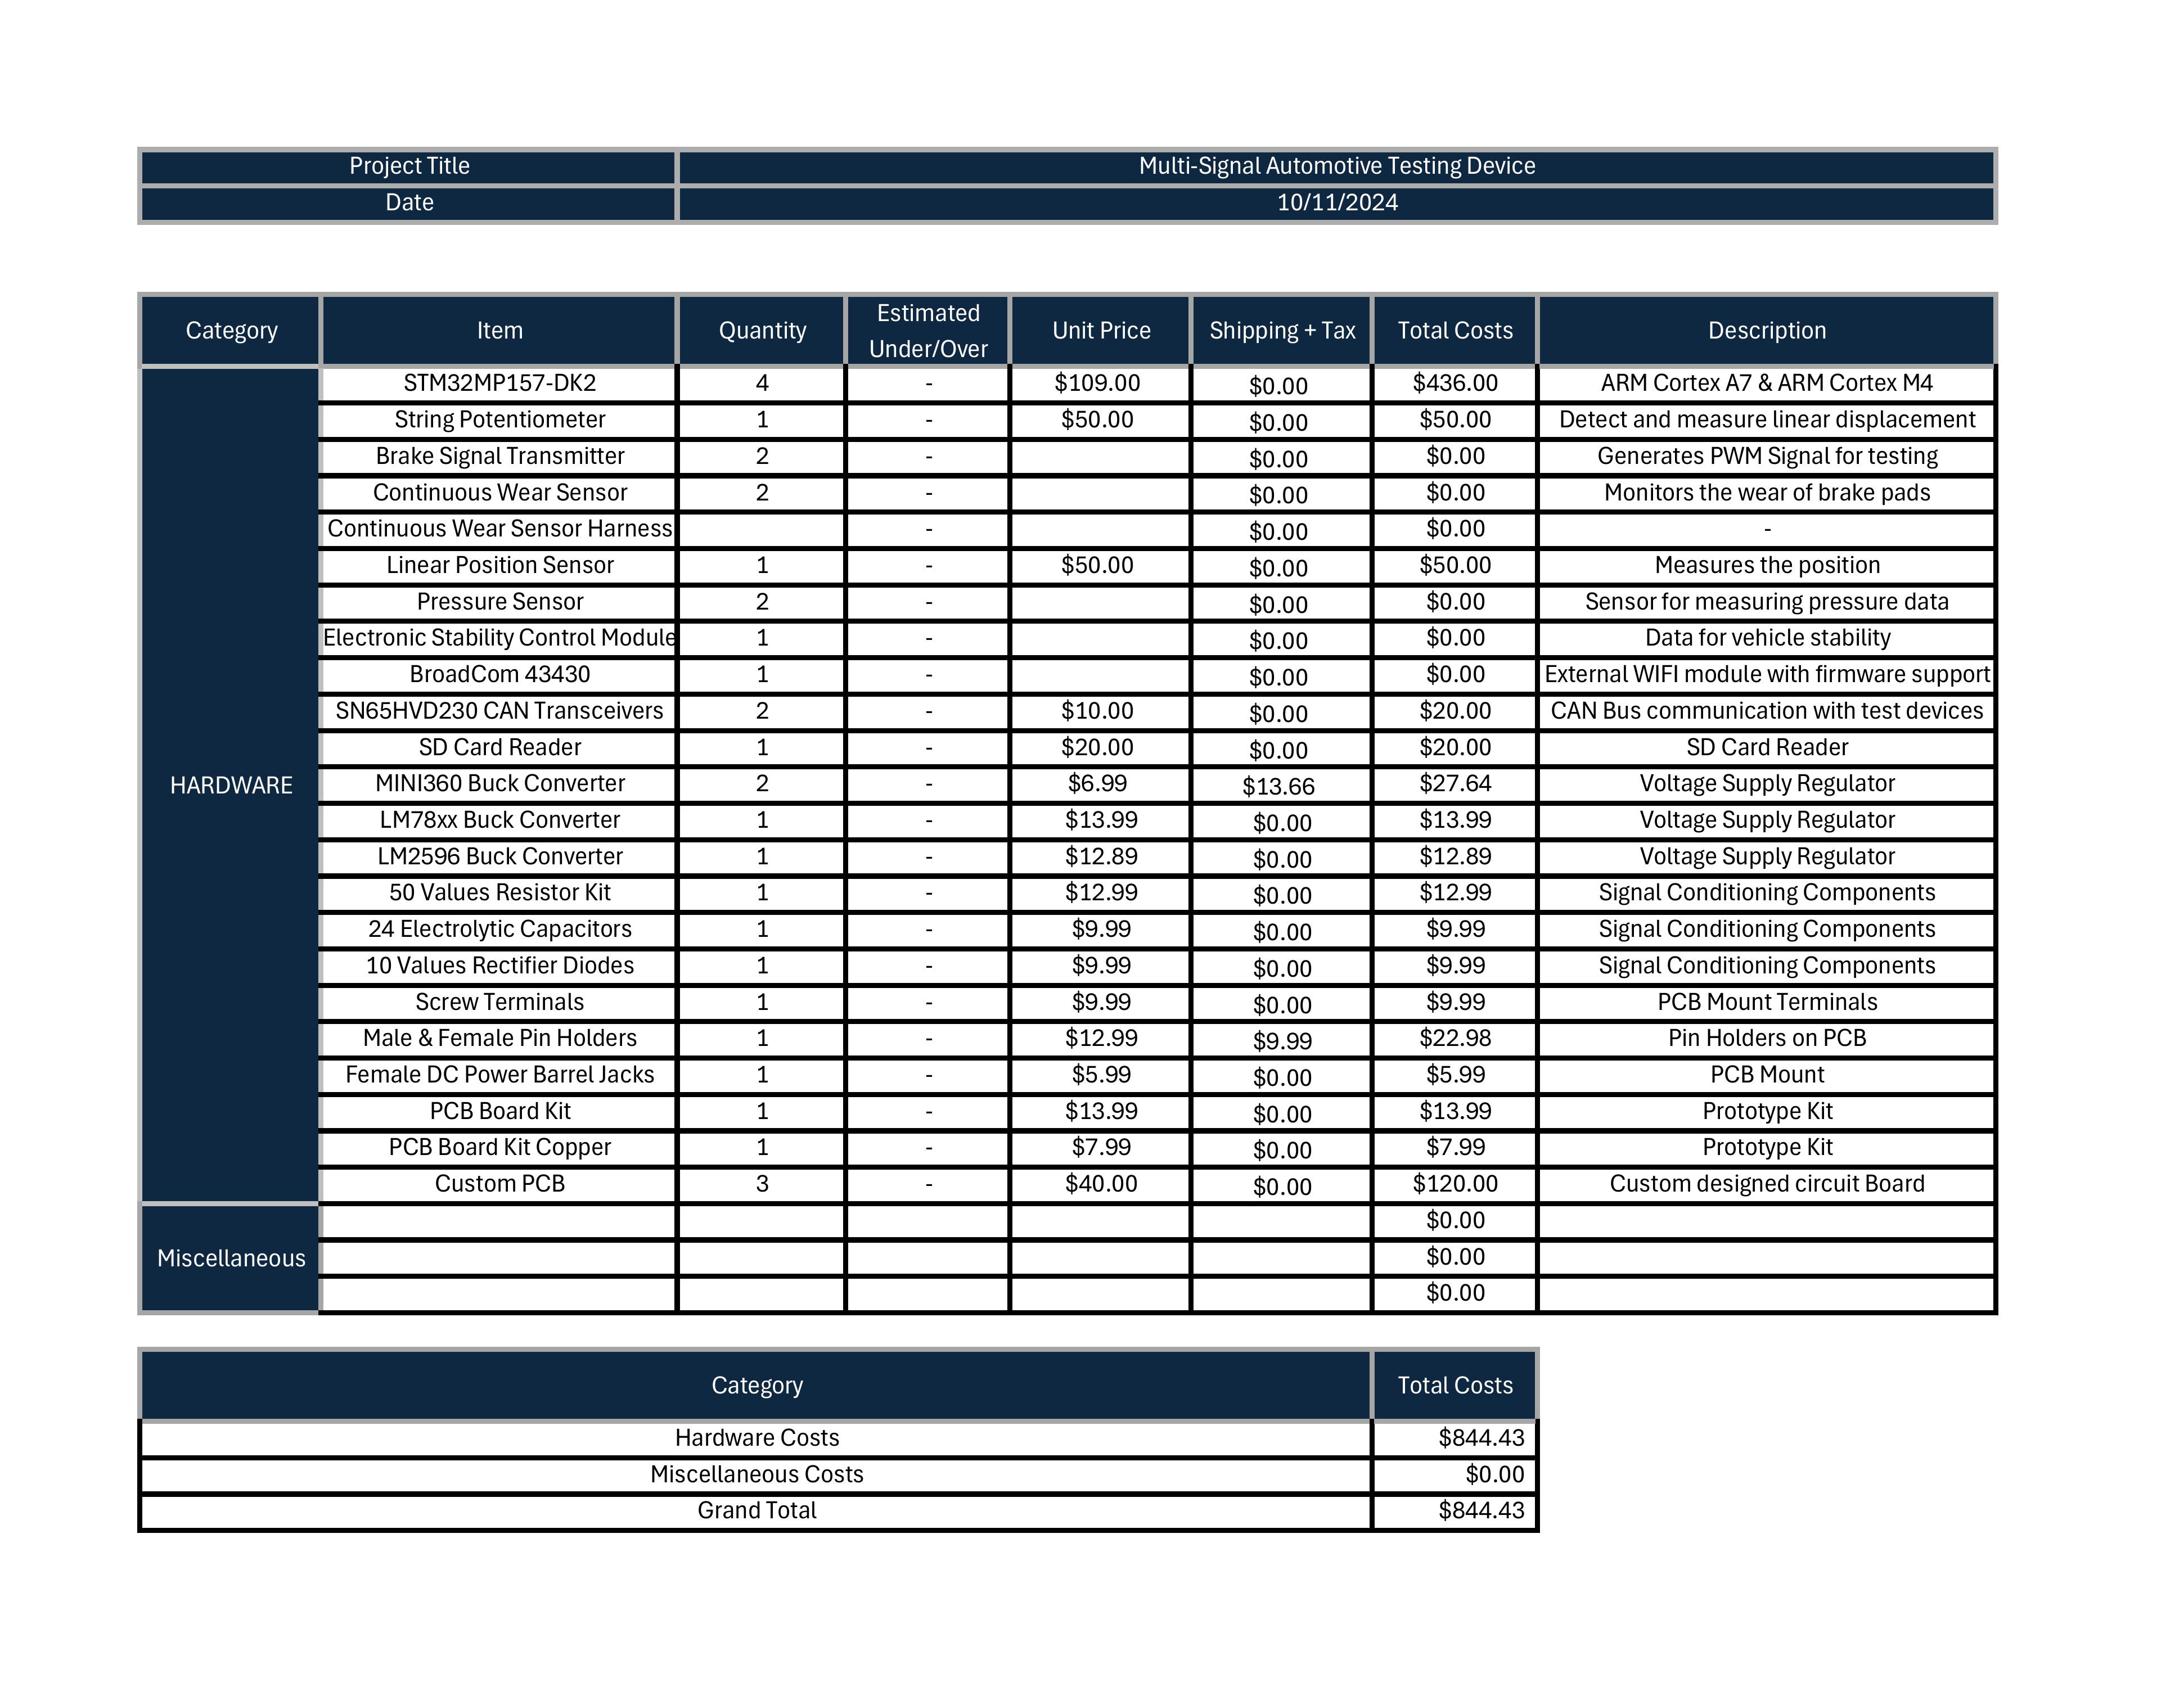 Project Title Multi-Signal Automotive Testing Device
Date 10/11/2024
Category Item Quantity Estimated Under/Over Unit Price Shipping + Tax Total Costs Description
HARDWARE
STM32MP157-DK2 4 - $109.00 $0.00 $436.00 ARM Cortex A7 & ARM Cortex M4
String Potentiometer 1 - $50.00 $0.00 $50.00 Detect and measure linear displacement
Brake Signal Transmitter 2 - $0.00 $0.00 Generates PWM Signal for testing
Continuous Wear Sensor 2 - $0.00 $0.00 Monitors the wear of brake pads
Continuous Wear Sensor Harness - $0.00 $0.00 -
Linear Position Sensor 1 - $50.00 $0.00 $50.00 Measures the position
Pressure Sensor 2 - $0.00 $0.00 Sensor for measuring pressure data
Electronic Stability Control Module 1 - $0.00 $0.00 Data for vehicle stability
BroadCom 43430 1 - $0.00 $0.00 External WIFI module with firmware support
SN65HVD230 CAN Transceivers 2 - $10.00 $0.00 $20.00 CAN Bus communication with test devices
SD Card Reader 1 - $20.00 $0.00 $20.00 SD Card Reader
MINI360 Buck Converter 2 - $6.99 $13.66 $27.64 Voltage Supply Regulator
LM78xx Buck Converter 1 - $13.99 $0.00 $13.99 Voltage Supply Regulator
LM2596 Buck Converter 1 - $12.89 $0.00 $12.89 Voltage Supply Regulator
50 Values Resistor Kit 1 - $12.99 $0.00 $12.99 Signal Conditioning Components
24 Electrolytic Capacitors 1 - $9.99 $0.00 $9.99 Signal Conditioning Components
10 Values Rectifier Diodes 1 - $9.99 $0.00 $9.99 Signal Conditioning Components
Screw Terminals 1 - $9.99 $0.00 $9.99 PCB Mount Terminals
Male & Female Pin Holders 1 - $12.99 $9.99 $22.98 Pin Holders on PCB
Female DC Power Barrel Jacks 1 - $5.99 $0.00 $5.99 PCB Mount
PCB Board Kit 1 - $13.99 $0.00 $13.99 Prototype Kit
PCB Board Kit Copper 1 - $7.99 $0.00 $7.99 Prototype Kit
Custom PCB 3 - $40.00 $0.00 $120.00 Custom designed circuit Board
Miscellaneous
$0.00
$0.00
$0.00
Category Total Costs
Hardware Costs $844.43
Miscellaneous Costs $0.00
Grand Total $844.43